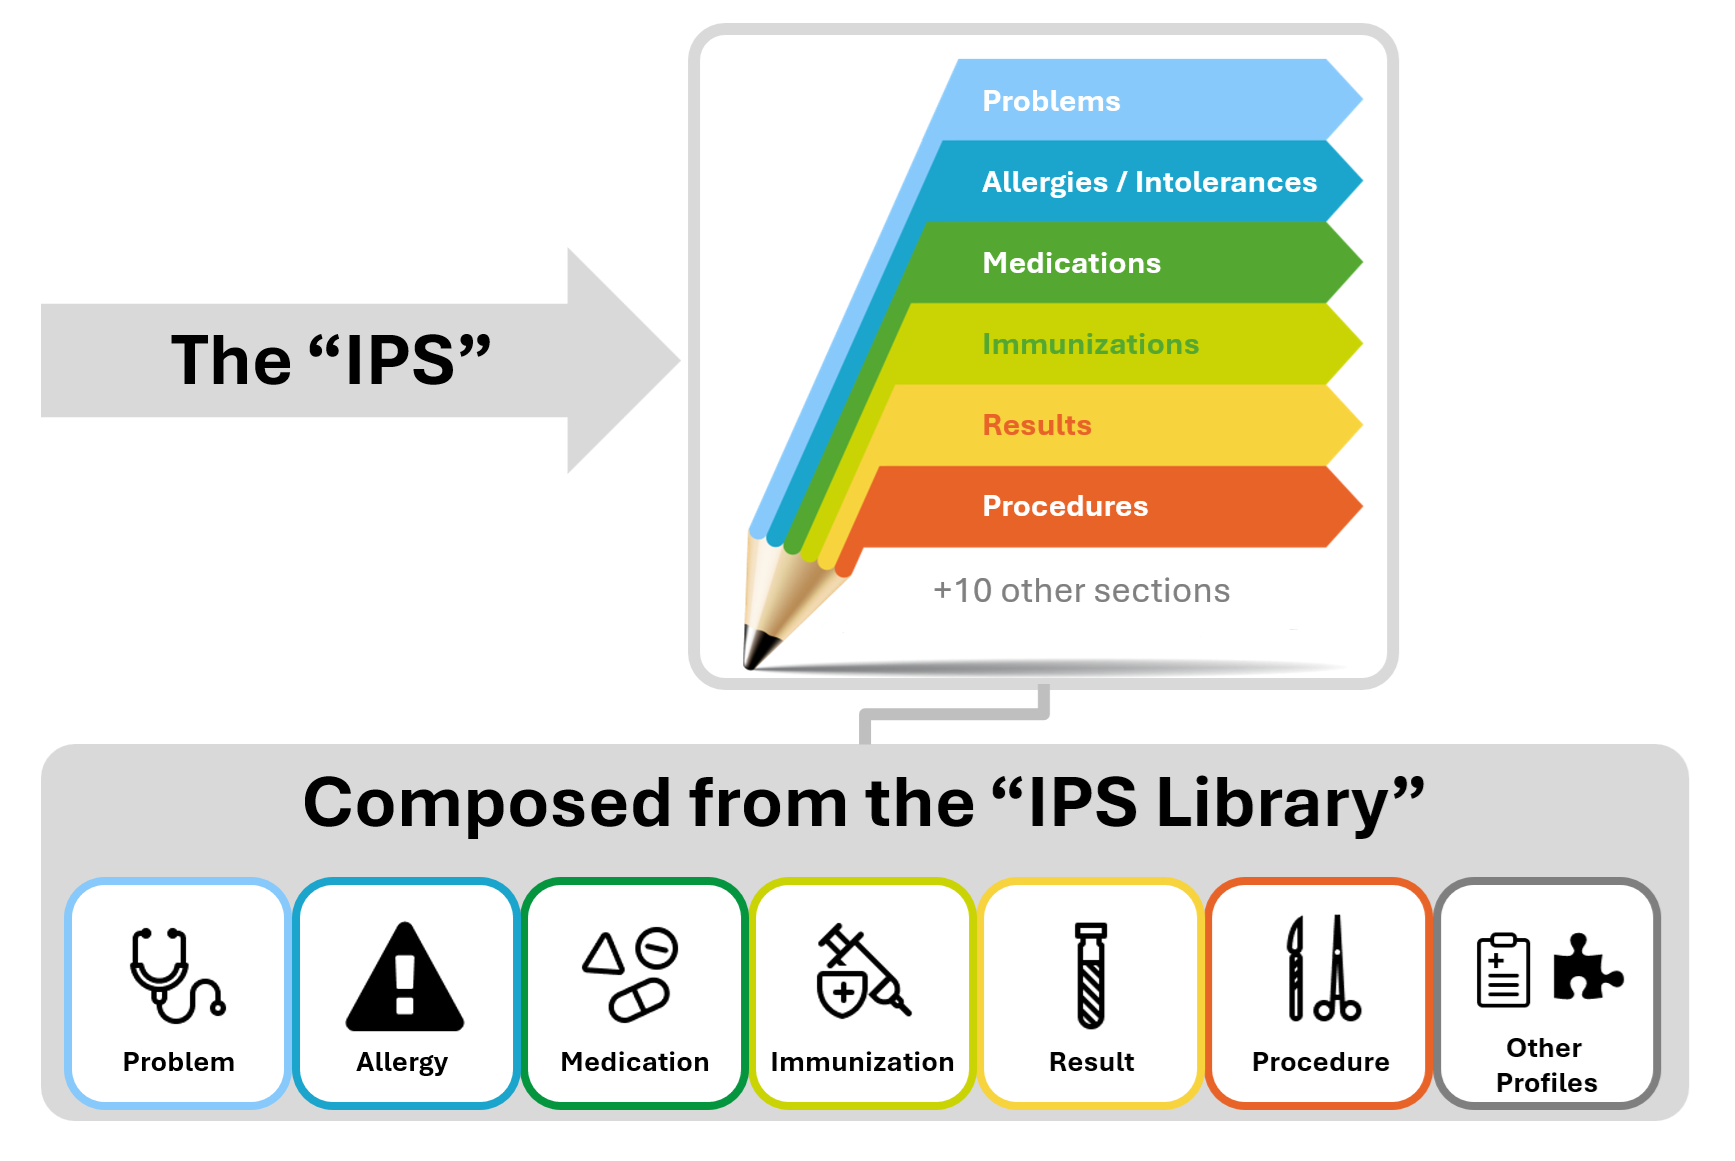 The “IPS”
Problems
Allergies / Intolerances
Medications
Immunizations
Results
Procedures
+10 other sections
Composed from the “IPS Library”
Problem
Allergy
Medication
Immunization
Result
Procedure
Other
Profiles